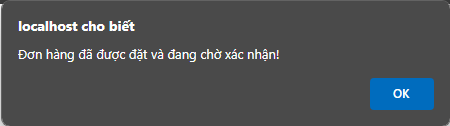 localhost cho biết
Đơn hàng đã được đặt và đang chờ xác nhận!
OK